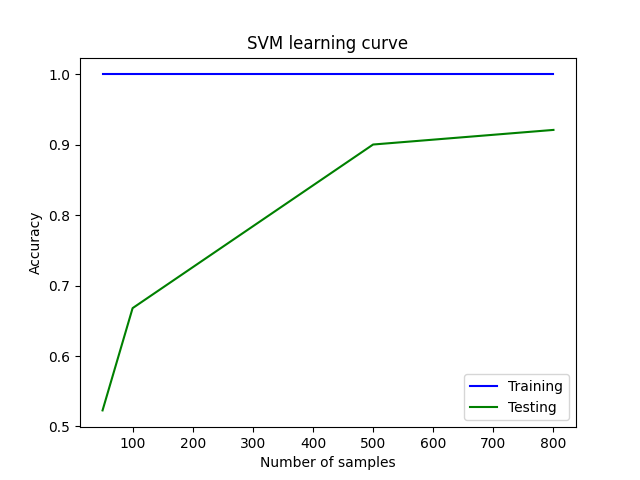 SVM learning curve
1.0
0.9
0.8
0.7
0.6
0.5
Accuracy
100 200 300 400 500 600 700 800
Number of samples
Training
Testing